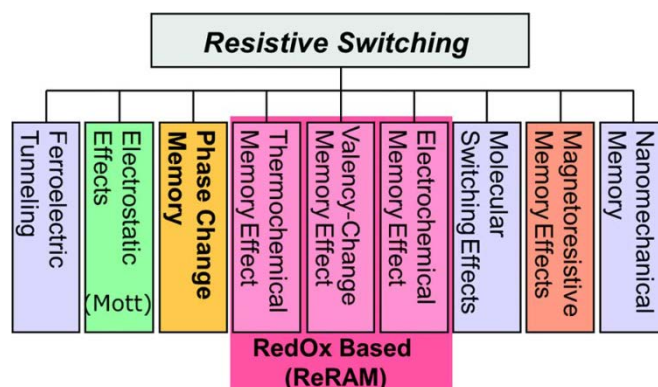 Resistive Switching
Ferroelectric
Tunneling
Electrostatic
Effects
(Mott)
Phase Change
Memory
Thermochemical
Memory Effect
Valency-Change
Memory Effect
Electrochemical
Memory Effect
Molecular
Switching Effects
Magnetoresistive
Memory Effects
Nanomechanical
Memory
RedOx Based
(ReRAM)